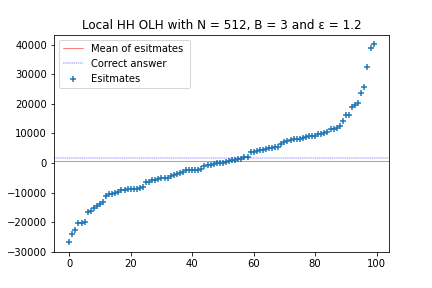 Local HH OLH with N = 512, B = 3 and ε = 1.2
Mean of esitmates
Correct answer
Esitmates
40000
30000
20000
10000
0
−10000
−20000
−30000
0 20 40 60 80 100